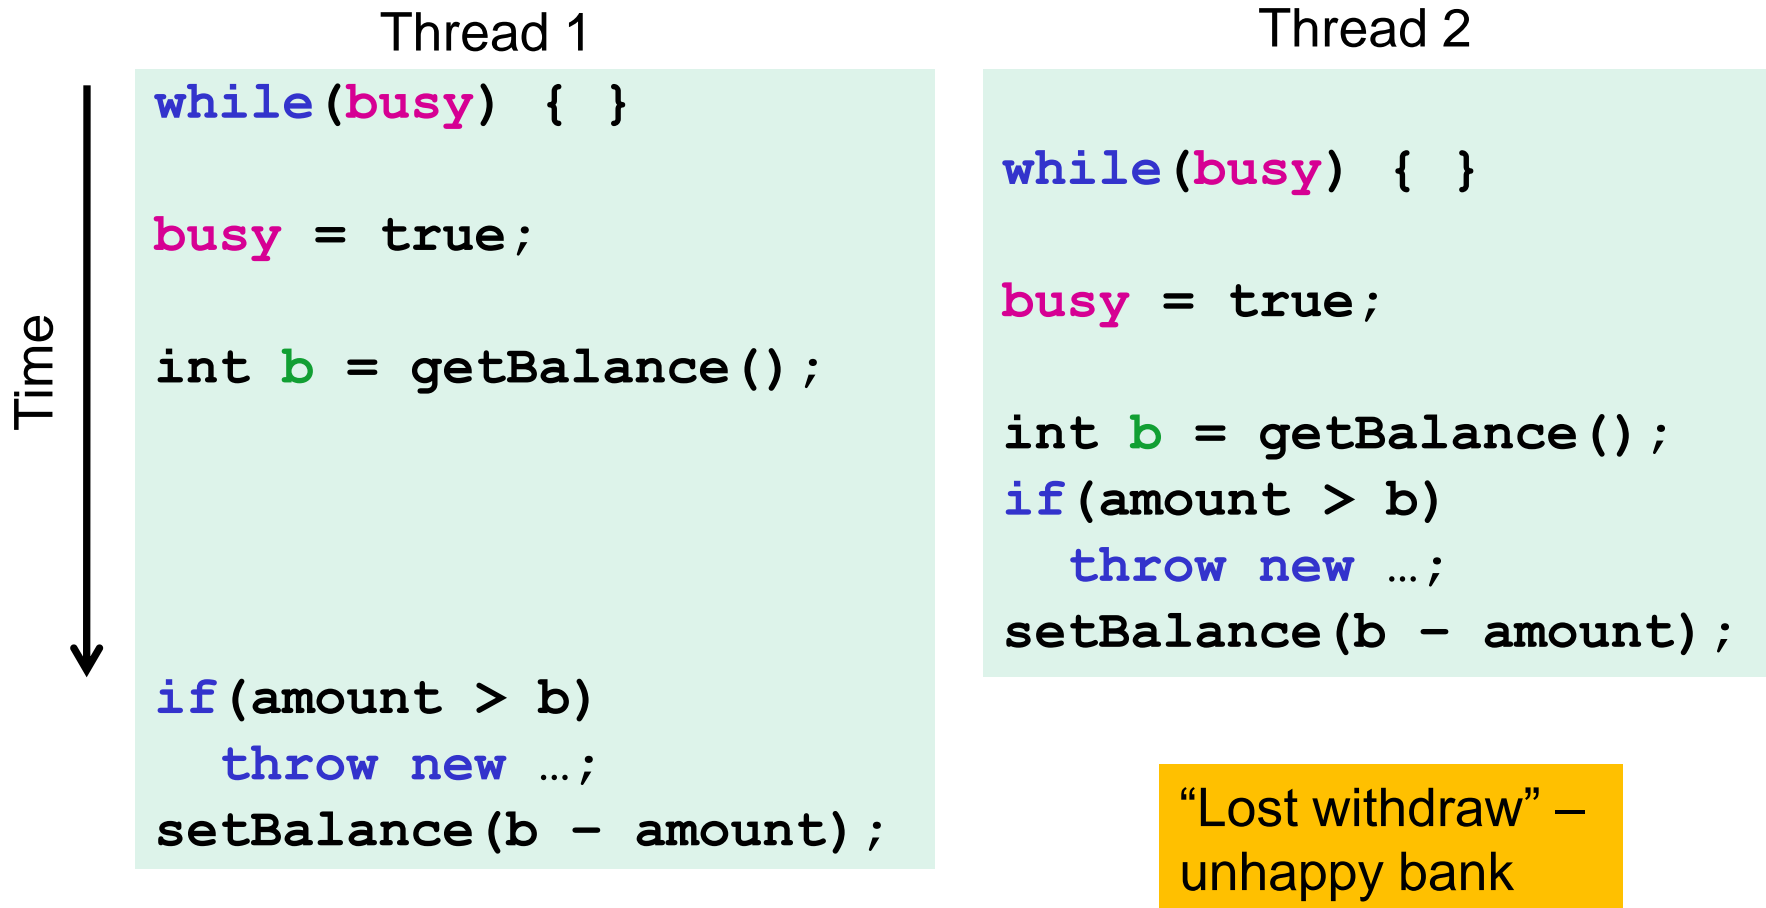 Thread 1
while(busy) { }
busy = true;
int b = getBalance();
if(amount > b)
throw new …;
setBalance(b – amount);
Thread 2
while(busy) { }
busy = true;
int b = getBalance();
if(amount > b)
throw new …;
setBalance(b – amount);
Time
“Lost withdraw” –
unhappy bank